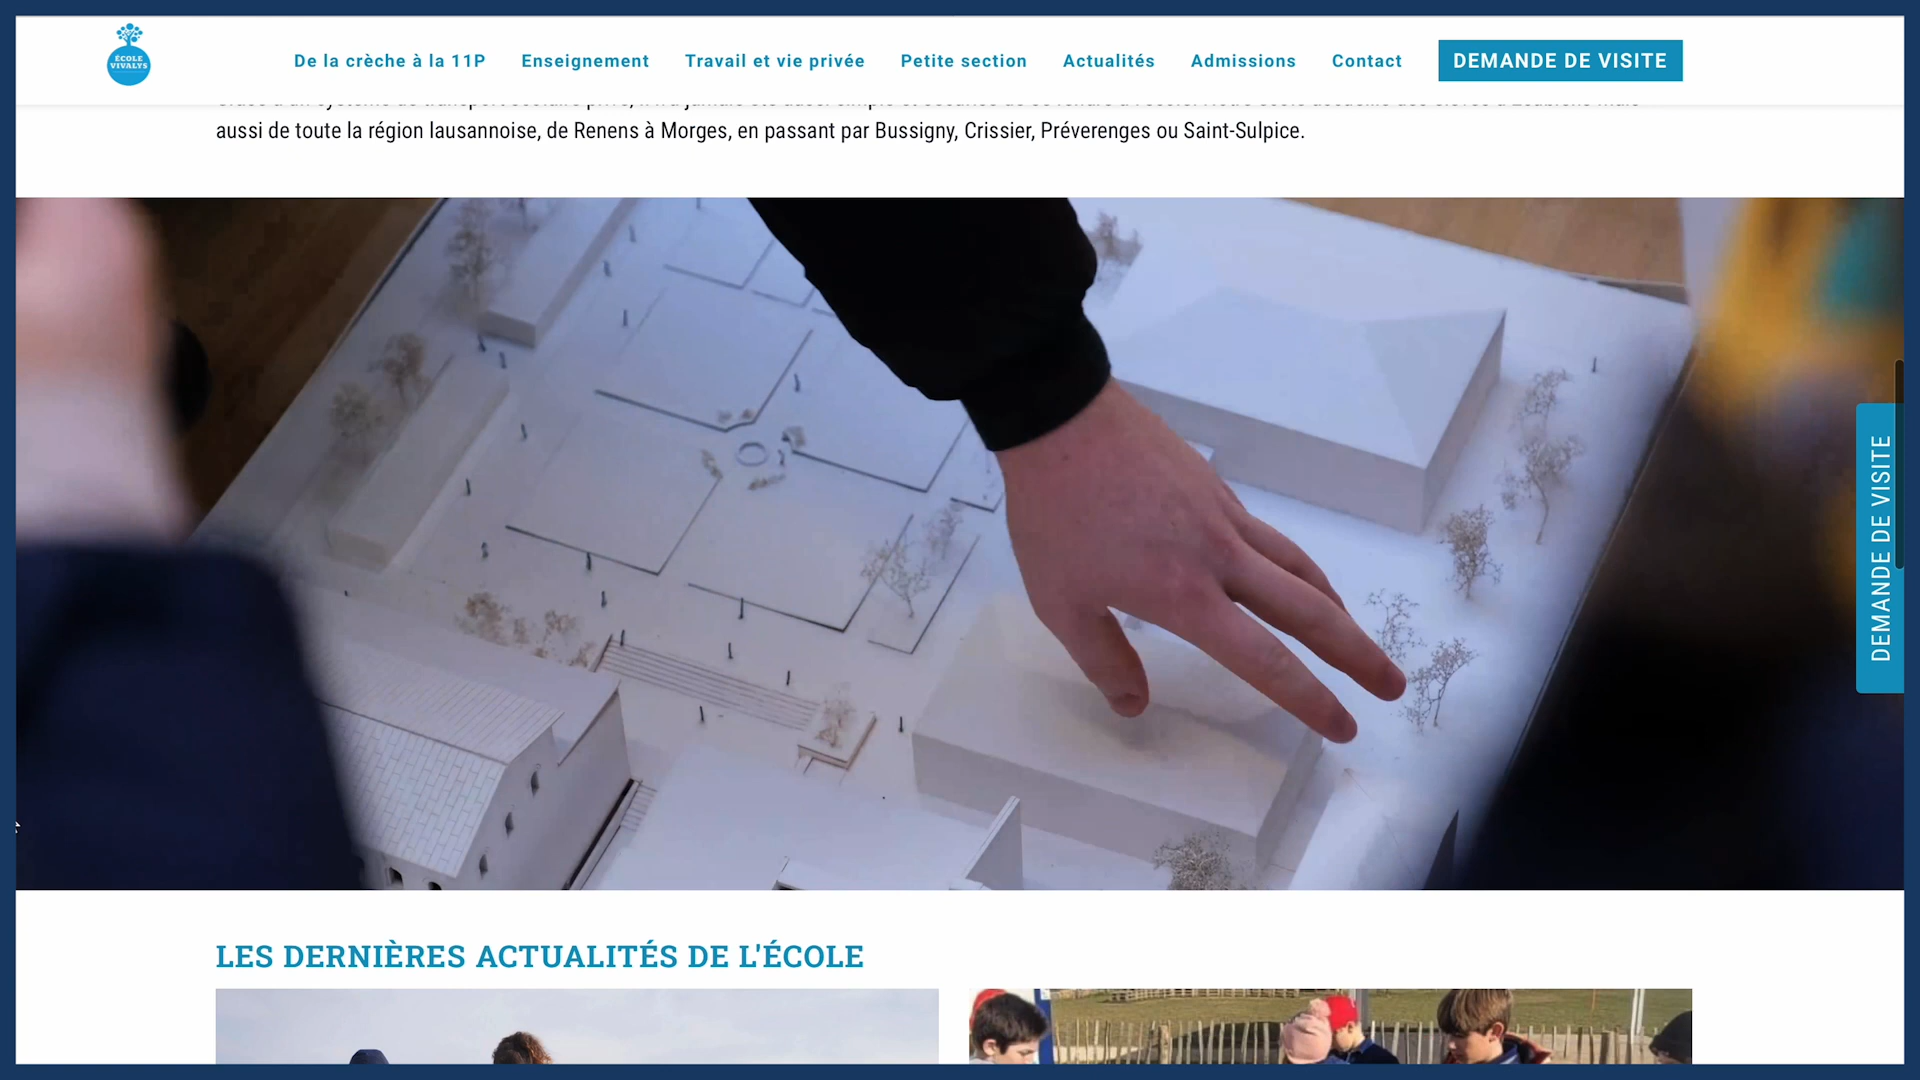 ÉCOLE
VIVALYS
De la crèche à la 11P
Enseignement
Travail et vie privée
Petite section
Actualités
Admissions
Contact
DEMANDE DE VISITE
aussi de toute la région lausannoise, de Renens à Morges, en passant par Bussigny, Crissier, Préverenges ou Saint-Sulpice.
DEMANDE DE VISITE
LES DERNIÈRES ACTUALITÉS DE L'ÉCOLE